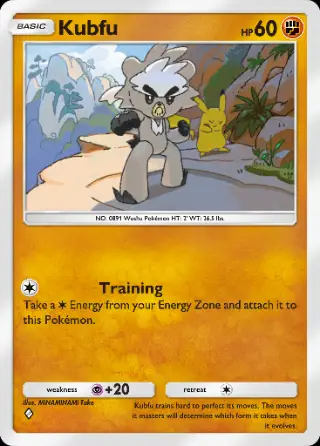 BASIC Kubfu HP 60
NO. 0891 Wushu Pokémon HT: 2' WT: 26.5 lbs.
Training
Take a Energy from your Energy Zone and attach it to
this Pokémon.
weakness +20 retreat
Illus. MINAMINAMI Take
Kubfu trains hard to perfect its moves. The moves
it masters will determine which form it takes when
it evolves.